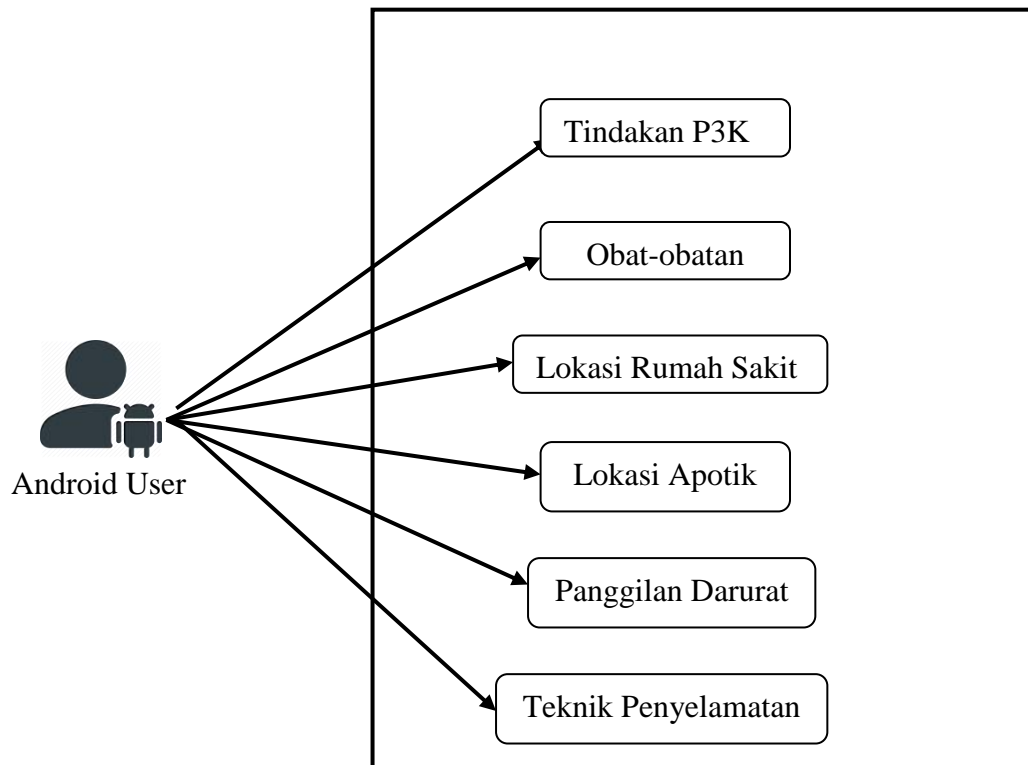 Tindakan P3K
Obat-obatan
Lokasi Rumah Sakit
Lokasi Apotik
Android User
Panggilan Darurat
Teknik Penyelamatan